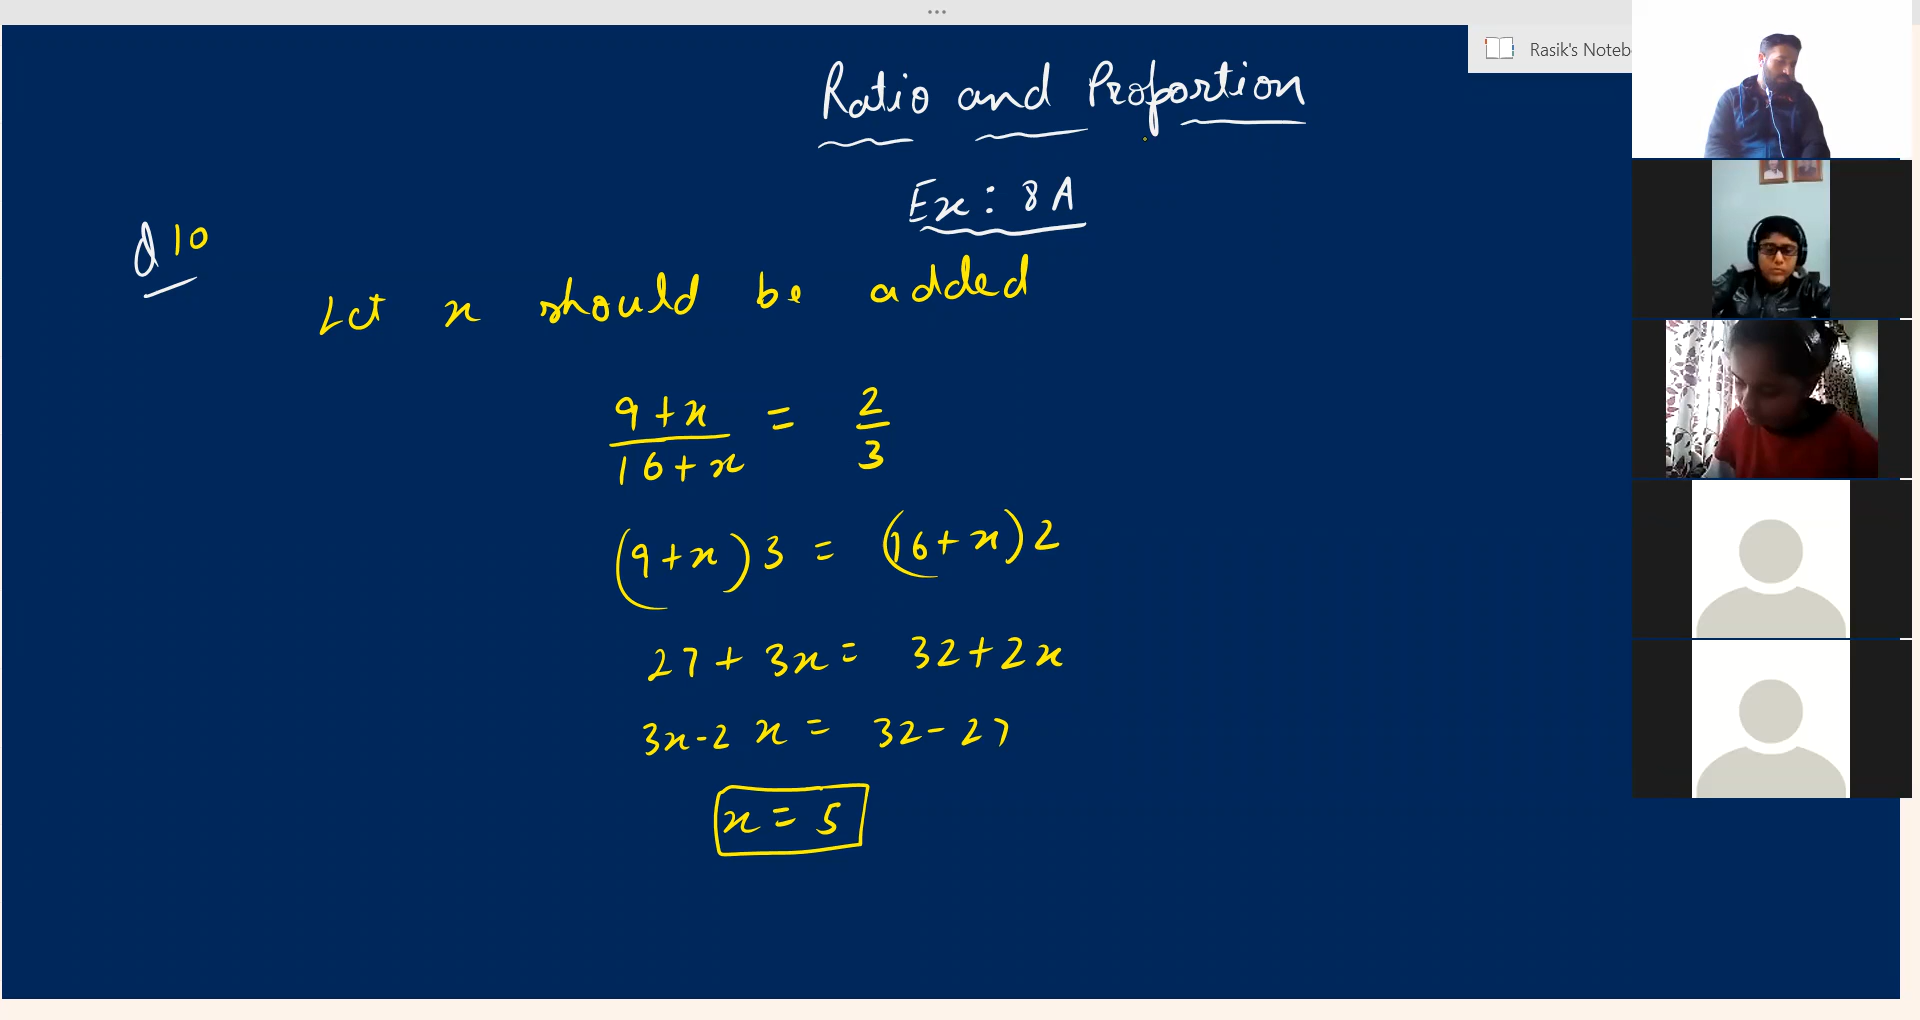 Rasik's Noteb
Ratio and Proportion
Ex: 8A
Q10
Let x should be added
9+x/16+x = 2/3
(9+x)3 = (16+x)2
27+3x = 32+2x
3x-2x = 32-27
x = 5